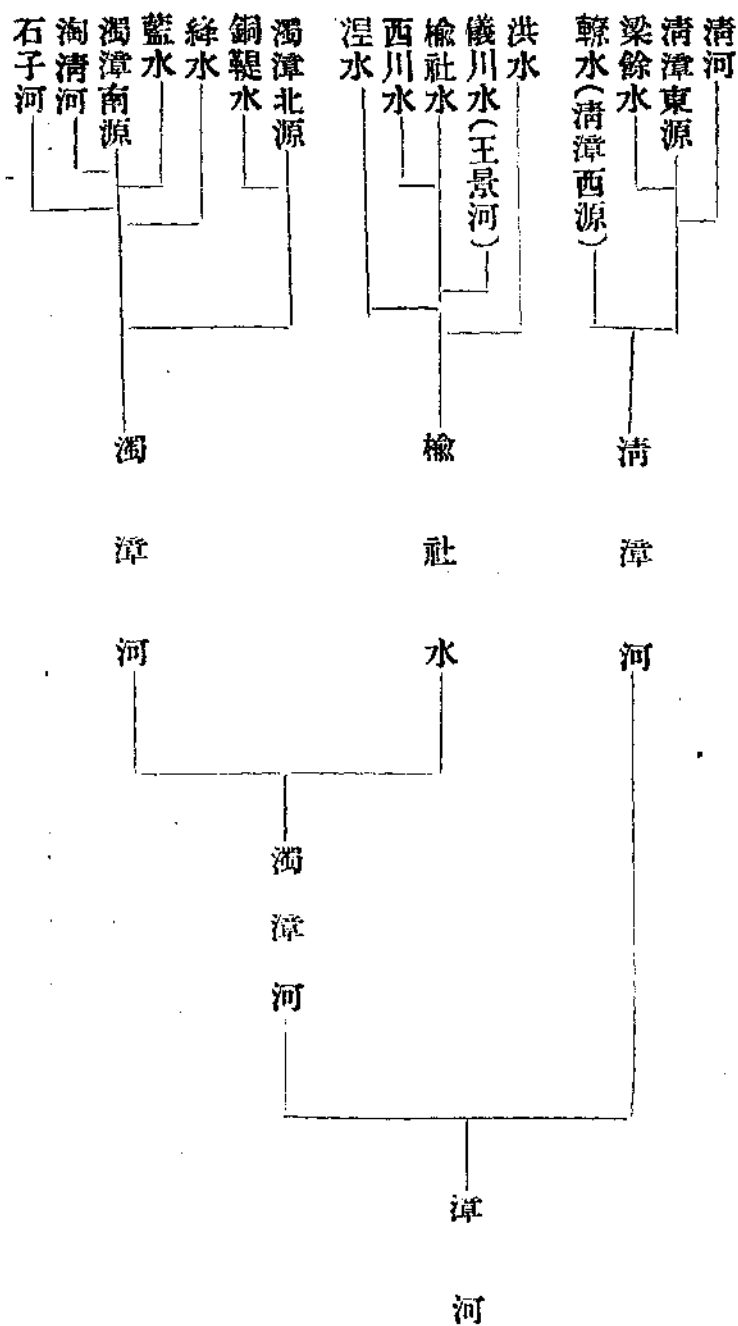 清河
清漳東源
梁餘水
轑水(清漳西源)
洪水
儀川水(王景河)
楡社水
西川水
涅水
濁漳北源
銅鞮水
絳水
藍水
濁漳南源
淘清河
石子河
清漳河
楡社水
濁漳河
濁漳河
漳河